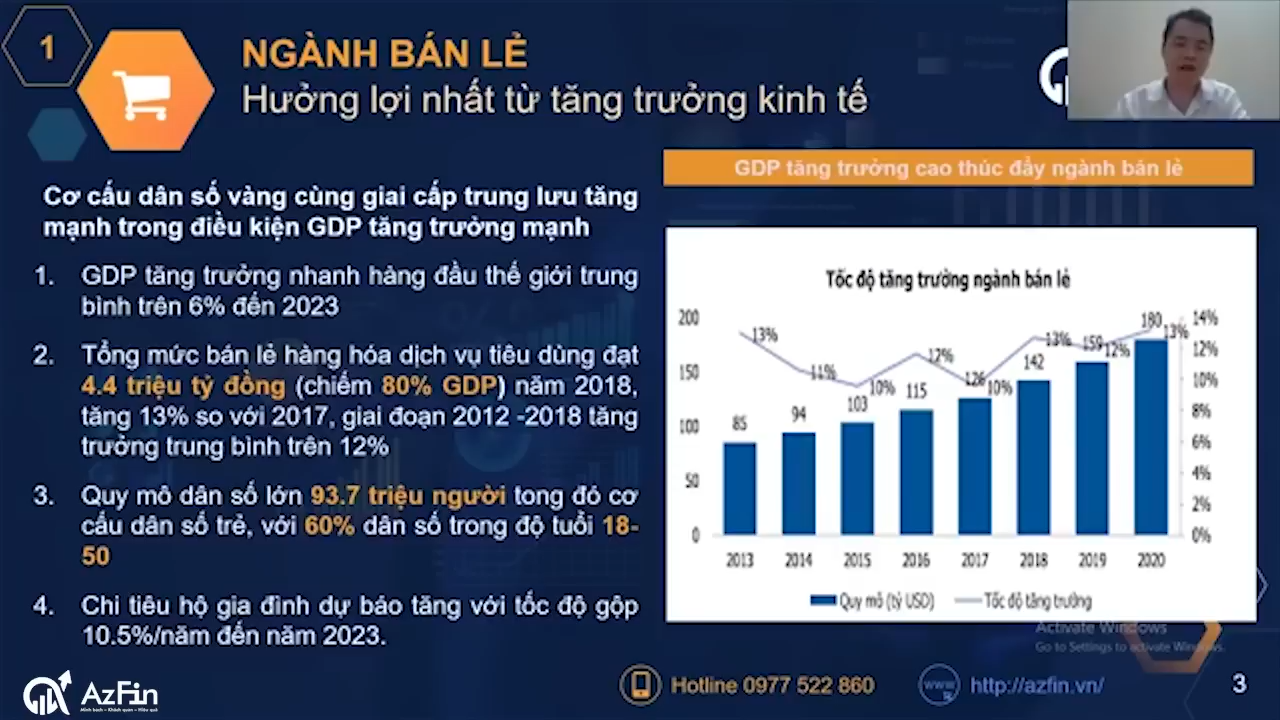 1
NGÀNH BÁN LẺ
Hưởng lợi nhất từ tăng trưởng kinh tế
Cơ cấu dân số vàng cùng giai cấp trung lưu tăng
mạnh trong điều kiện GDP tăng trưởng mạnh
1. GDP tăng trưởng nhanh hàng đầu thế giới trung
bình trên 6% đến 2023
2. Tổng mức bán lẻ hàng hóa dịch vụ tiêu dùng đạt
4.4 triệu tỷ đồng (chiếm 80% GDP) năm 2018,
tăng 13% so với 2017, giai đoạn 2012 -2018 tăng
trưởng trung bình trên 12%
3. Quy mô dân số lớn 93.7 triệu người tong đó cơ
cấu dân số trẻ, với 60% dân số trong độ tuổi 18-
50
4. Chi tiêu hộ gia đình dự báo tăng với tốc độ gộp
10.5%/năm đến năm 2023.
GDP tăng trưởng cao thúc đẩy ngành bán lẻ
Tốc độ tăng trưởng ngành bán lẻ
200
150
100
50
0
14%
12%
10%
8%
6%
4%
2%
0%
13% 11% 10% 12% 10% 13% 12% 13%
85 94 103 115 126 142 159 180
2013 2014 2015 2016 2017 2018 2019 2020
Quy mô (tỷ USD) Tốc độ tăng trưởng
Activate Windows
Go to Settings to activate Windows.
AzFin
Minh bạch – Khách quan – Hiệu quả
Hotline 0977 522 860
www
http://azfin.vn/
3